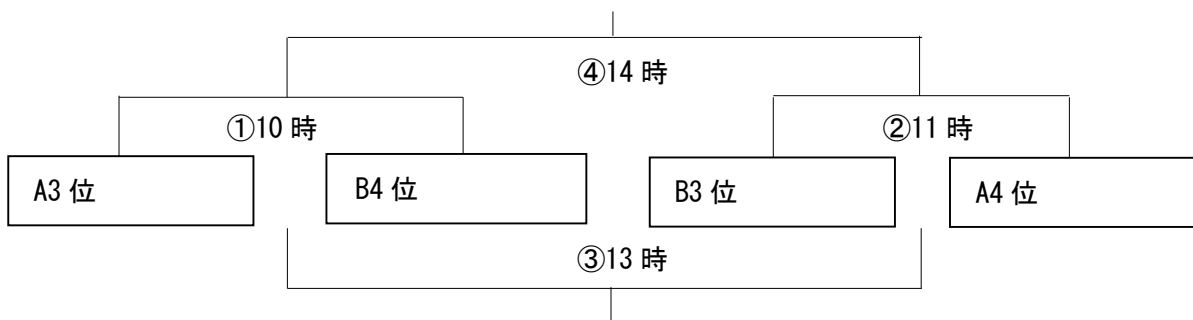 ④14 時
①10 時
②11 時
A3 位
B4 位
B3 位
A4 位
③13 時